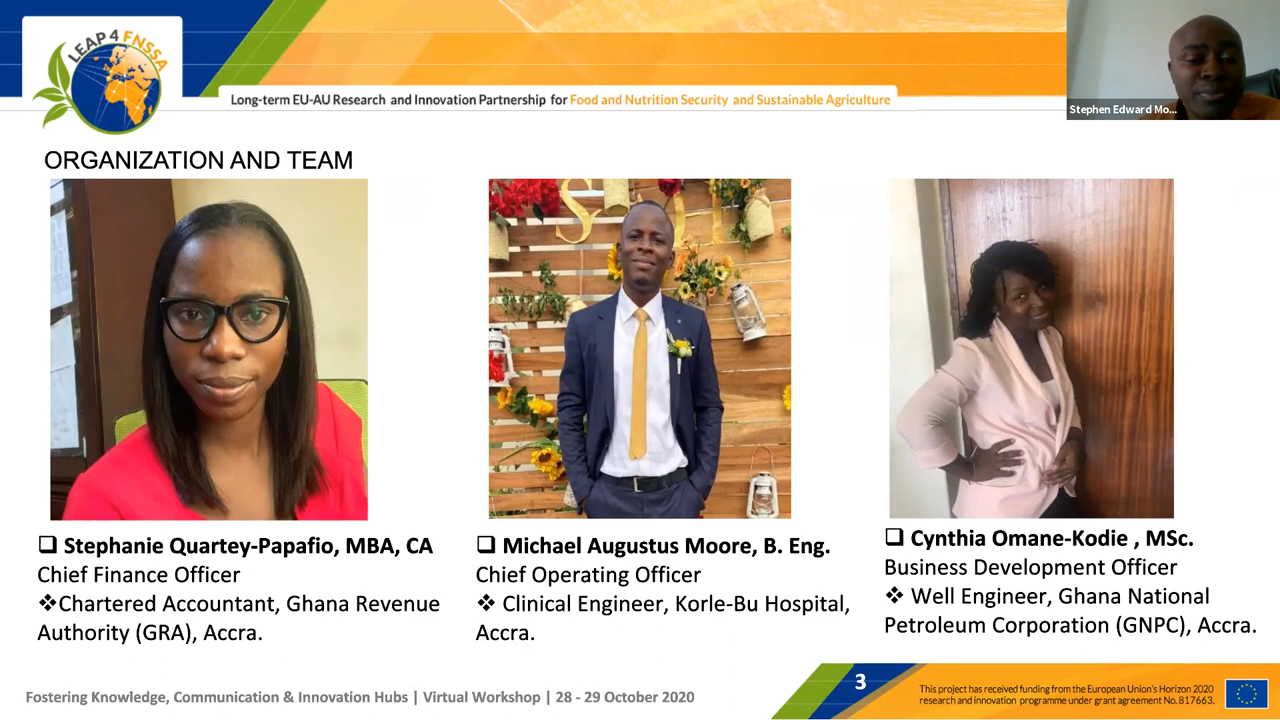 LEAP 4 FNSSA
Long-term EU-AU Research and Innovation Partnership for Food and Nutrition Security and Sustainable Agriculture
Stephen Edward Mo...
ORGANIZATION AND TEAM
❑ Stephanie Quartey-Papafio, MBA, CA
Chief Finance Officer
❖Chartered Accountant, Ghana Revenue
Authority (GRA), Accra.
❑ Michael Augustus Moore, B. Eng.
Chief Operating Officer
❖ Clinical Engineer, Korle-Bu Hospital,
Accra.
❑ Cynthia Omane-Kodie , MSc.
Business Development Officer
❖ Well Engineer, Ghana National
Petroleum Corporation (GNPC), Accra.
Fostering Knowledge, Communication & Innovation Hubs | Virtual Workshop | 28 - 29 October 2020
3
This project has received funding from the European Union's Horizon 2020
research and innovation programme under grant agreement No. 817663.